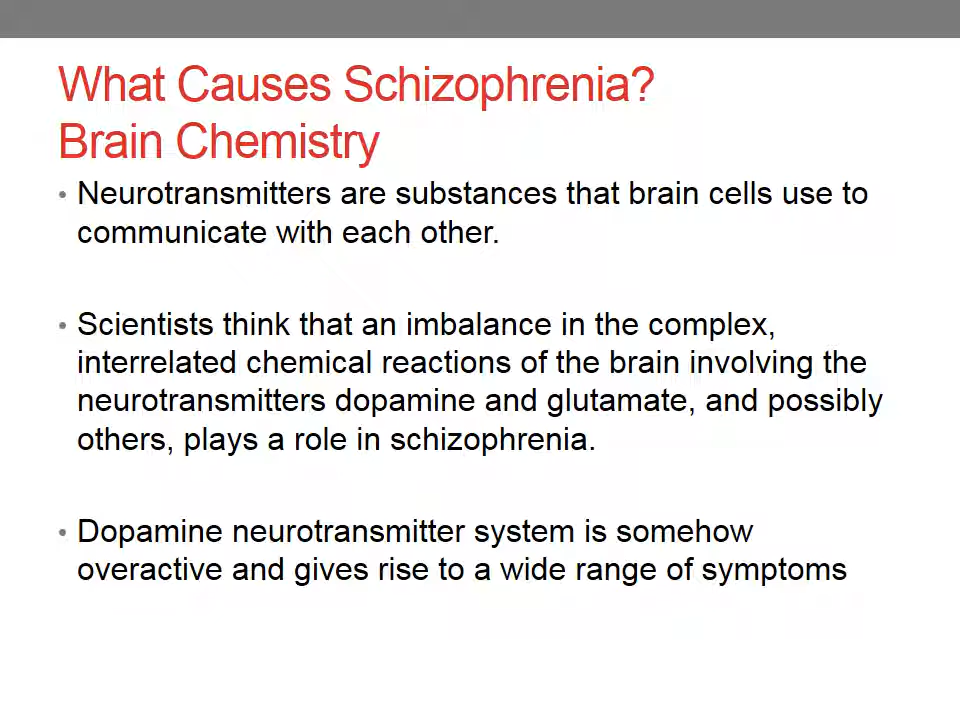 What Causes Schizophrenia?
Brain Chemistry
• Neurotransmitters are substances that brain cells use to
communicate with each other.
• Scientists think that an imbalance in the complex,
interrelated chemical reactions of the brain involving the
neurotransmitters dopamine and glutamate, and possibly
others, plays a role in schizophrenia.
• Dopamine neurotransmitter system is somehow
overactive and gives rise to a wide range of symptoms